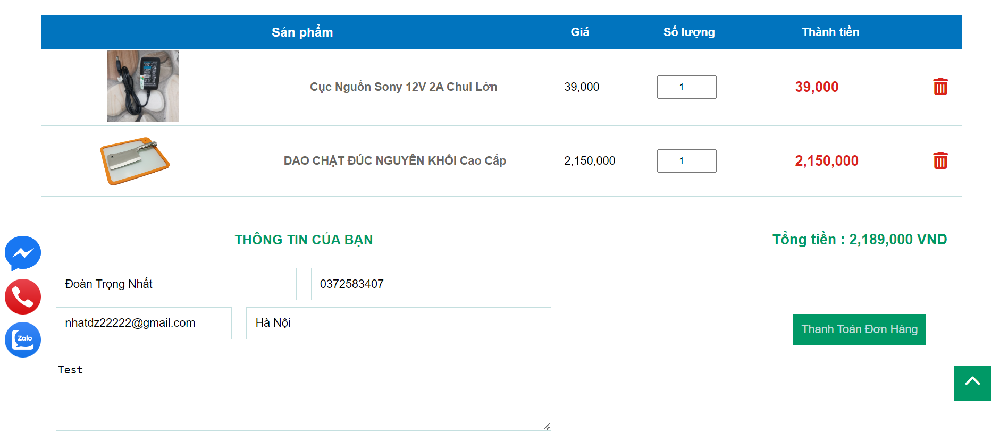 Sản phẩm Giá Số lượng Thành tiền
Cục Nguồn Sony 12V 2A Chui Lớn 39,000 1 39,000
DAO CHẶT ĐÚC NGUYÊN KHỐI Cao Cấp 2,150,000 1 2,150,000
THÔNG TIN CỦA BẠN
Tổng tiền : 2,189,000 VND
Đoàn Trọng Nhất 0372583407
nhatdz22222@gmail.com Hà Nội
Thanh Toán Đơn Hàng
Zalo
Test